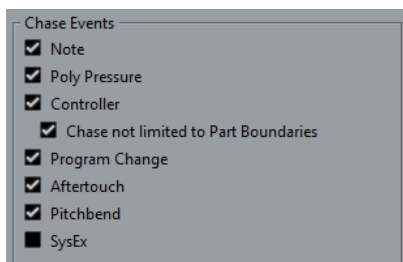 Chase Events
Note
Poly Pressure
Controller
Chase not limited to Part Boundaries
Program Change
Aftertouch
Pitchbend
SysEx